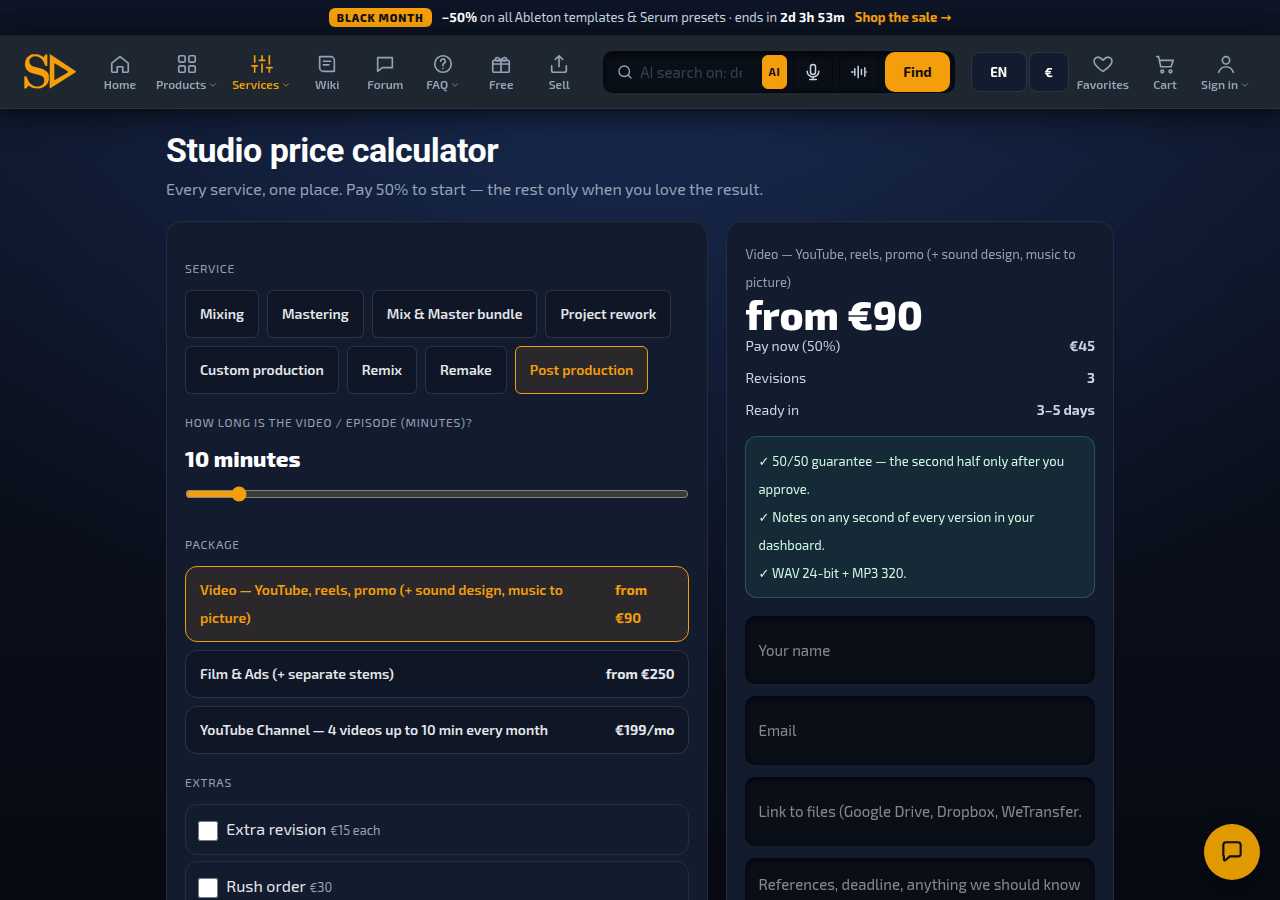 BLACK MONTH −50% on all Ableton templates & Serum presets · ends in 2d 3h 53m Shop the sale →
Home
Products
Services
Wiki
Forum
FAQ
Free
Sell
AI search on: dr
AI
Find
EN
€
Favorites
Cart
Sign in
Studio price calculator
Every service, one place. Pay 50% to start — the rest only when you love the result.
SERVICE
Mixing
Mastering
Mix & Master bundle
Project rework
Custom production
Remix
Remake
Post production
HOW LONG IS THE VIDEO / EPISODE (MINUTES)?
10 minutes
PACKAGE
Video — YouTube, reels, promo (+ sound design, music to
picture)
from
€90
Film & Ads (+ separate stems) from €250
YouTube Channel — 4 videos up to 10 min every month €199/mo
EXTRAS
Extra revision €15 each
Rush order €30
Video — YouTube, reels, promo (+ sound design, music to
picture)
from €90
Pay now (50%) €45
Revisions 3
Ready in 3–5 days
✓ 50/50 guarantee — the second half only after you
approve.
✓ Notes on any second of every version in your
dashboard.
✓ WAV 24-bit + MP3 320.
Your name
Email
Link to files (Google Drive, Dropbox, WeTransfer.
References, deadline, anything we should know